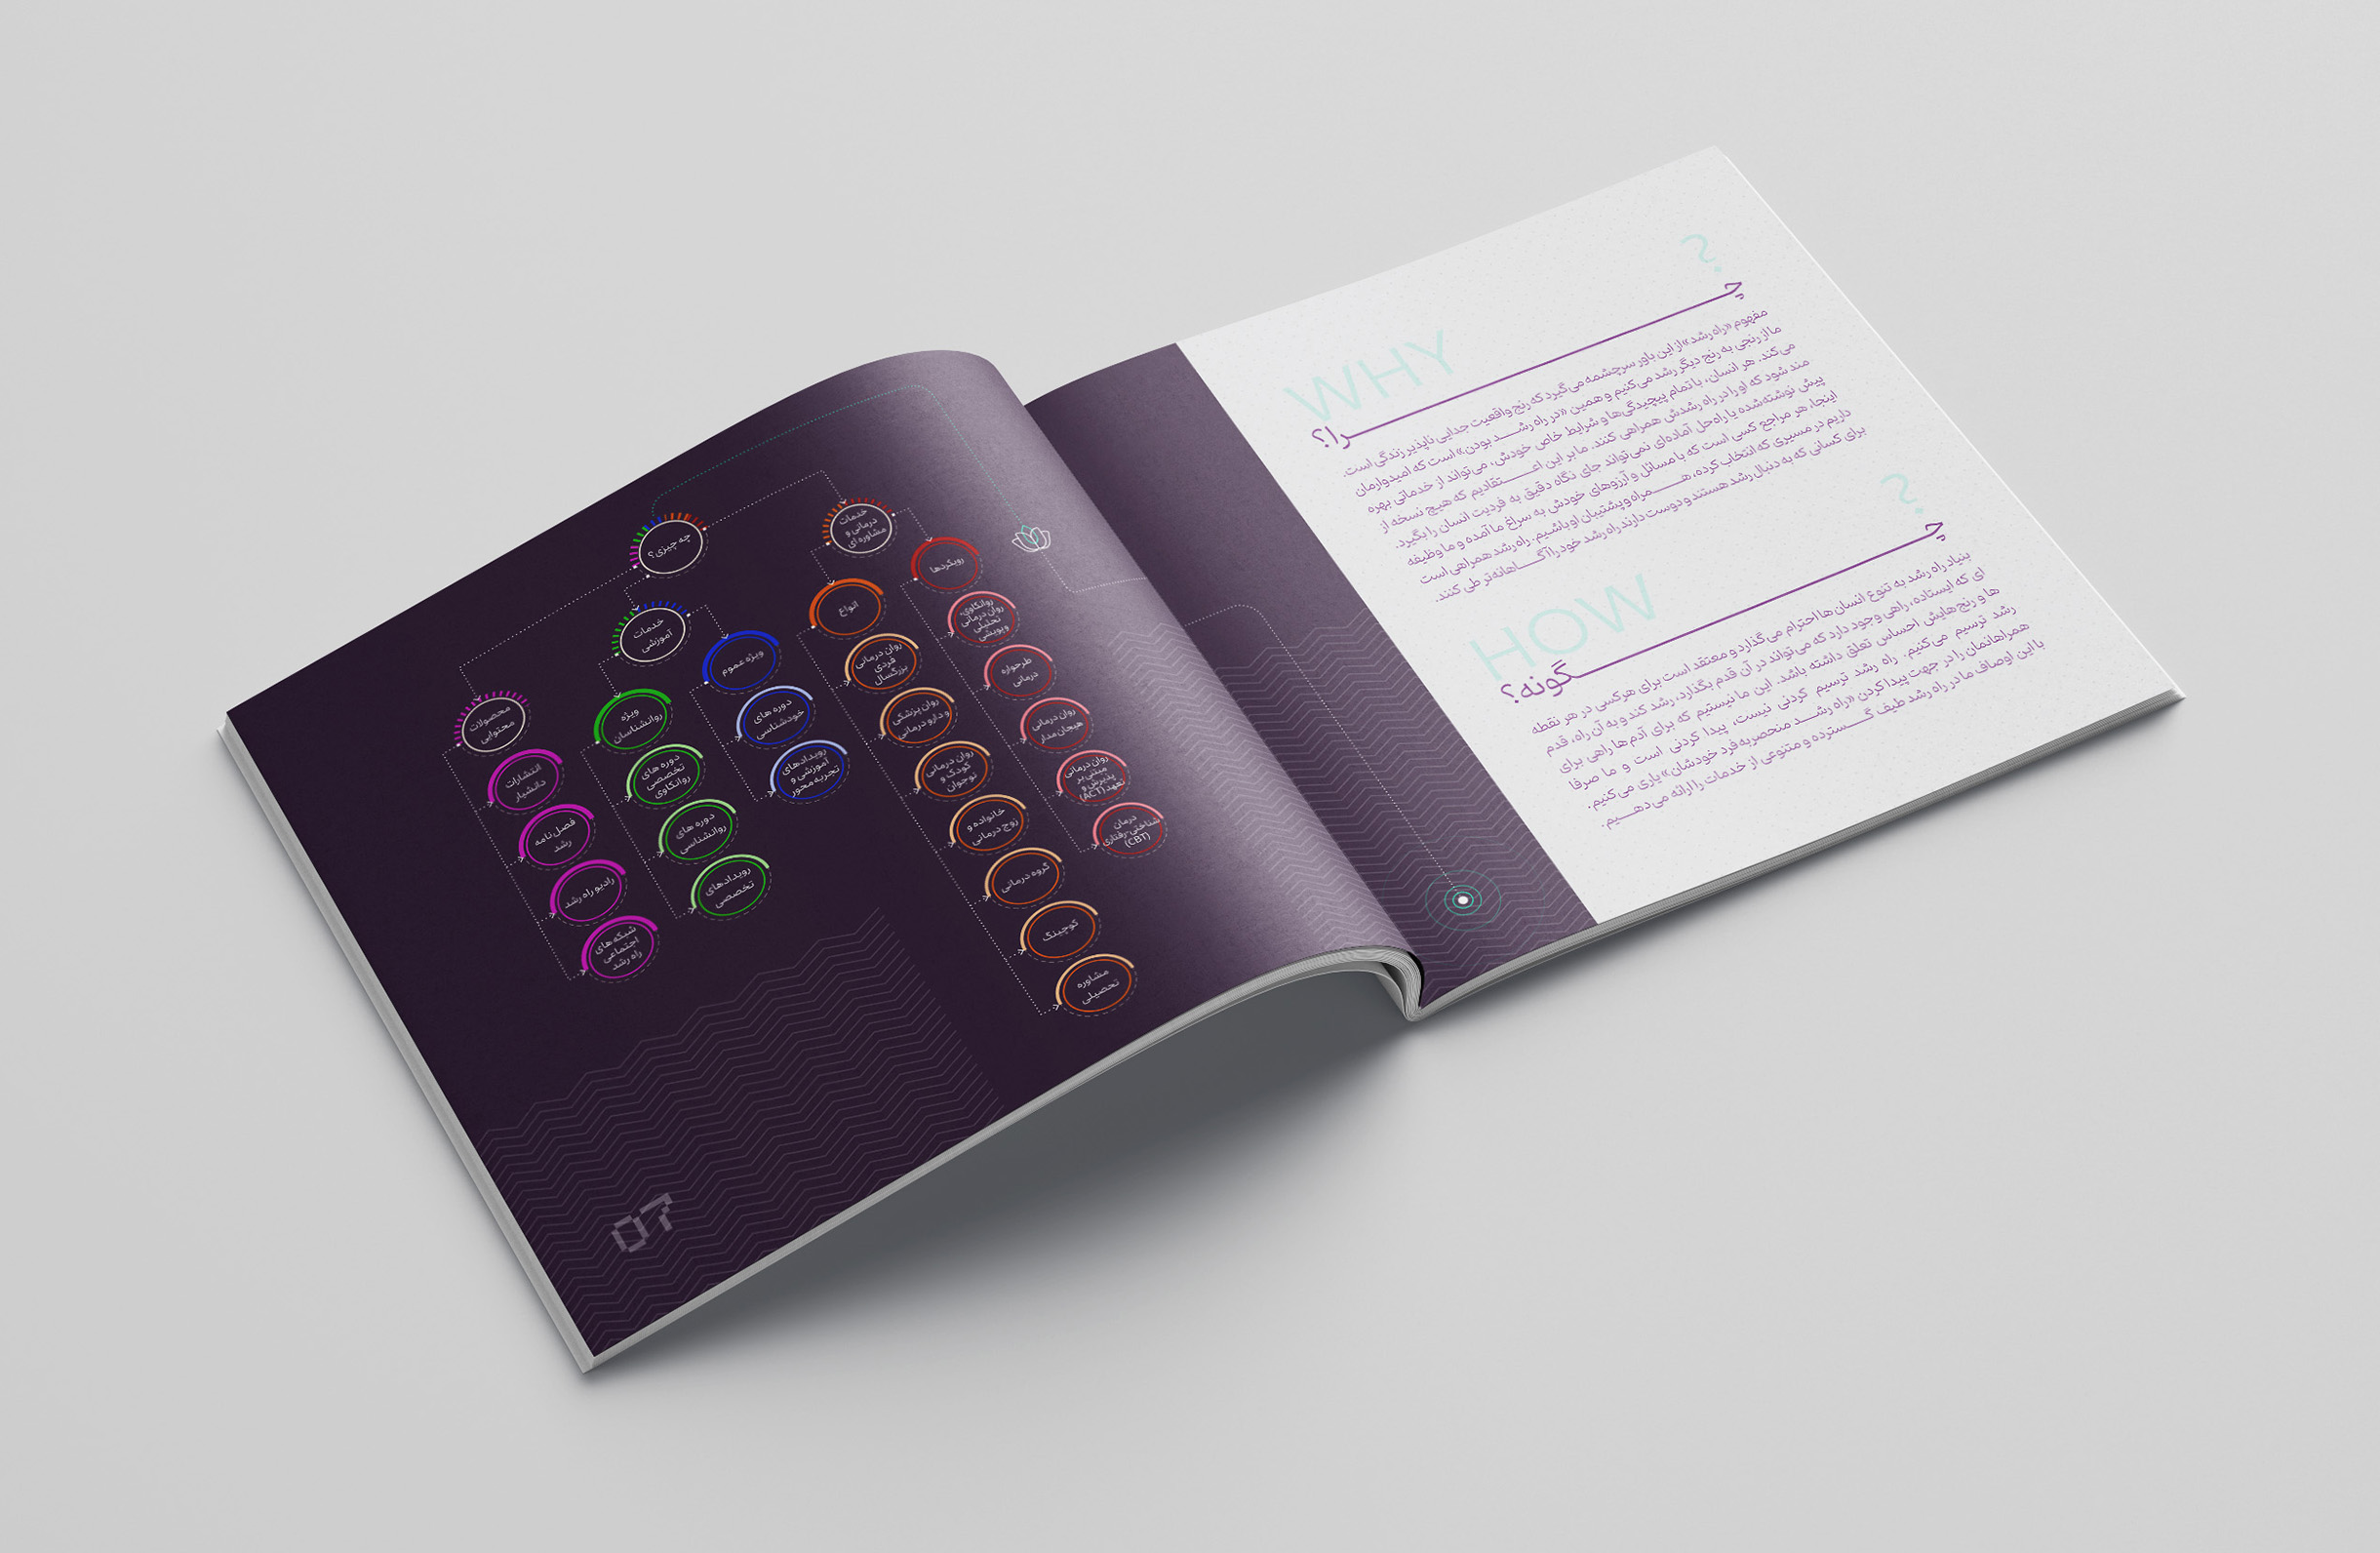 ?
WHY
چـــرا؟
مفهوم «راه رشد» از این باور سرچشمه می‌گیرد که رنج واقعیت جدایی ناپذیر زندگی است.
ما از رنجی به رنج دیگر رشد می‌کنیم و همین «در راه رشــد بودن» است که امیدوارمان
می‌کند. هر انسان، با تمام پیچیدگی‌ها و شرایط خاص خودش، می‌تواند از خدماتی بهره
مند شود که او را در راه رشدش همراهی کنند. ما بر این اعــتقادیم که هیچ نسخه از
پیش نوشته‌شده یا راه‌حل آماده‌ای نمی‌تواند جای نگاه دقیق به فردیت انسان را بگیرد.
اینجا، هر مراجع کسی است که با مسائل و آرزوهای خودش به سراغ ما آمده و ما وظیفه
داریم در مسیری که انتخاب کرده، همــراه و پشتیبان او باشیم. راه رشد همراهی است
برای کسانی که به دنبال رشد هستند و دوست دارند راه رشد خود را آگــاهانه‌تر طی کنند.
?
HOW
چـــگونه؟
بنیاد راه رشد به تنوع انسان‌ها احترام می‌گذارد و معتقد است برای هرکسی در هر نقطه
ای که ایستاده، راهی وجود دارد که می‌تواند در آن قدم بگذارد، رشد کند و به آن راه، قدم
ها و رنج‌هایش احساس تعلق داشته باشد. این ما نیستیم که برای آدم‌ها راهی برای
رشد ترسیم می‌کنیم. راه رشد ترسیم کردنی نیست، پیدا کردنی است و ما صرفا
همراهانمان را در جهت پیدا کردن «راه رشــد منحصربه فرد خودشان» یاری می‌کنیم.
با این اوصاف ما در راه رشد طیف گــسترده و متنوعی از خدمات را ارائه می‌دهــیم.
چه چیزی؟
خدمات
درمانی و
مشاوره ای
رویکردها
روانکاوی،
روان درمانی
تحلیلی
و پویشی
طرحواره
درمانی
روان درمانی
هیجان مدار
روان درمانی
مبتنی بر
پذیرش و
تعهد (ACT)
درمان
شناختی-رفتاری
(CBT)
انواع
روان درمانی
فردی
بزرگسال
روان پزشکی
و دارو درمانی
روان درمانی
کودک و
نوجوان
خانواده و
زوج درمانی
گروه درمانی
کوچینگ
مشاوره
تحصیلی
خدمات
آموزشی
ویژه عموم
دوره های
خودشناسی
رویدادهای
آموزشی و
تجربه محور
ویژه
روانشناسان
دوره های
تخصصی
روانکاوی
دوره های
روانشناسی
رویدادهای
تخصصی
محصولات
محتوایی
انتشارات
دانشیار
فصل نامه
رشد
رادیو راه رشد
شبکه های
اجتماعی
راه رشد
07